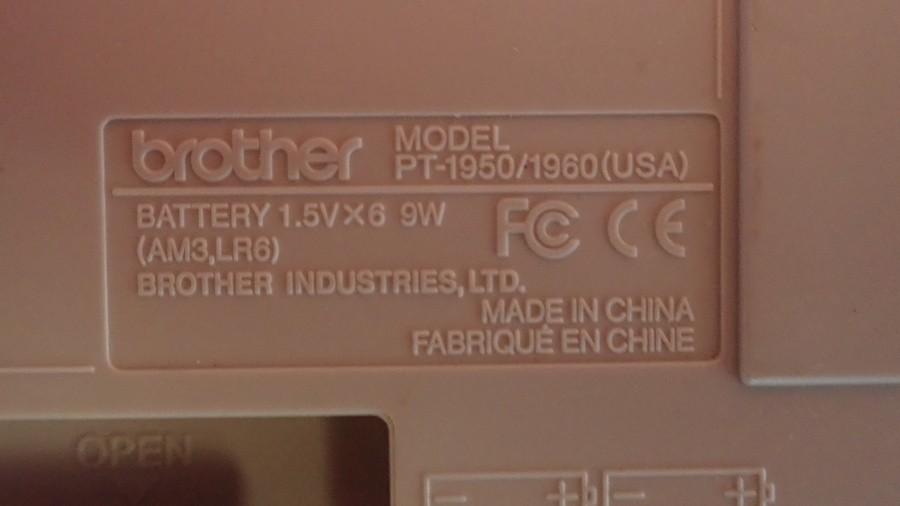 brother MODEL
PT-1950/1960(USA)
BATTERY 1.5V×6 9W
(AM3,LR6)
FC CE
BROTHER INDUSTRIES,LTD.
MADE IN CHINA
FABRIQUÉ EN CHINE
OPEN
− + − +